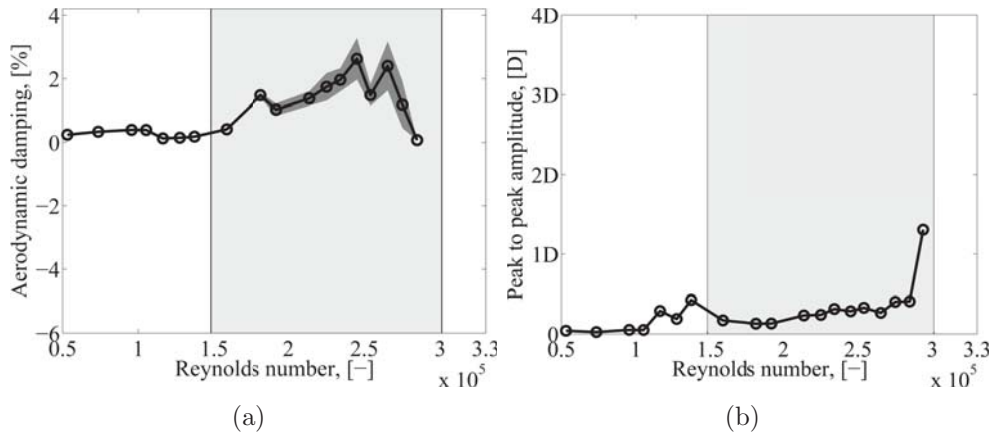 Aerodynamic damping, [%]
4
2
0
−2
−4
−6
0.5
1
1.5
2
2.5
3
3.3
Reynolds number, [−]
x 10^5
(a)
Peak to peak amplitude, [D]
4D
3D
2D
1D
0
0.5
1
1.5
2
2.5
3
3.3
Reynolds number, [−]
x 10^5
(b)